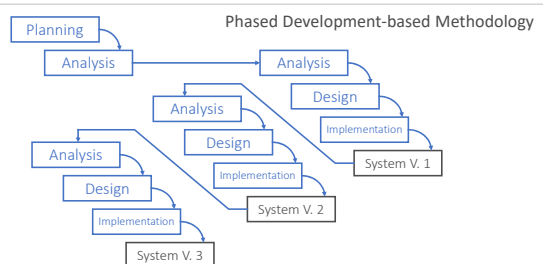 Phased Development-based Methodology
Planning
Analysis
Analysis
Design
Implementation
System V. 1
Analysis
Design
Implementation
System V. 2
Analysis
Design
Implementation
System V. 3